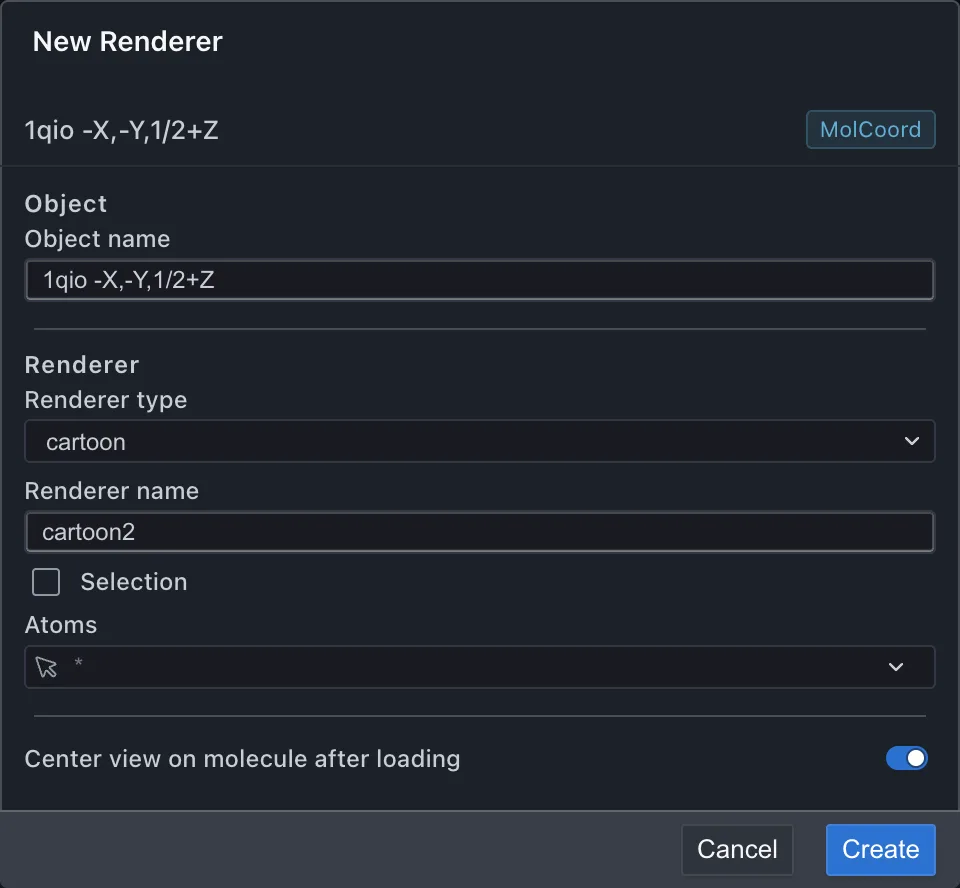 New Renderer
1qio -X,-Y,1/2+Z
MolCoord
Object
Object name
1qio -X,-Y,1/2+Z
Renderer
Renderer type
cartoon
Renderer name
cartoon2
Selection
Atoms
*
Center view on molecule after loading
Cancel
Create